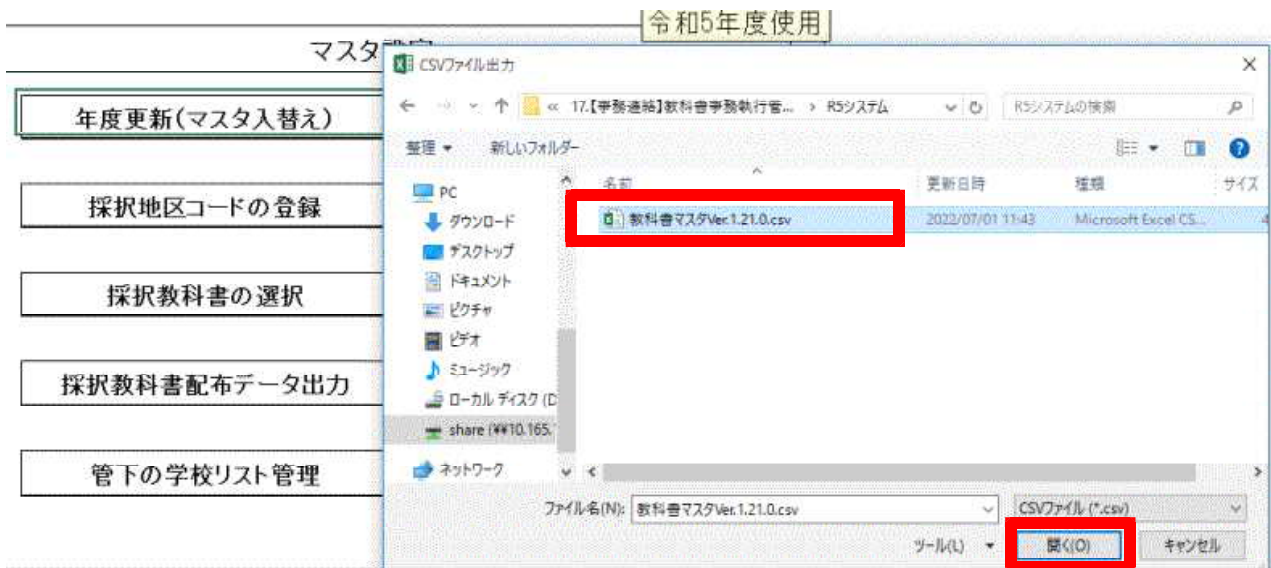 令和5年度使用
マスタ
年度更新(マスタ入替え)
採択地区コードの登録
採択教科書の選択
採択教科書配布データ出力
管下の学校リスト管理
CSVファイル出力
« 17.【事務連絡】教科書事務執行管... › R5システム
R5システムの検索
整理
新しいフォルダー
名前
更新日時
種類
サイズ
教科書マスタVer.1.21.0.csv
2022/07/01 11:43
Microsoft Excel CS...
4
PC
ダウンロード
デスクトップ
ドキュメント
ピクチャ
ビデオ
ミュージック
ローカル ディスク (D
share (¥¥10.165.
ネットワーク
ファイル名(N):
教科書マスタVer.1.21.0.csv
CSVファイル (*.csv)
ツール(L)
開く(O)
キャンセル